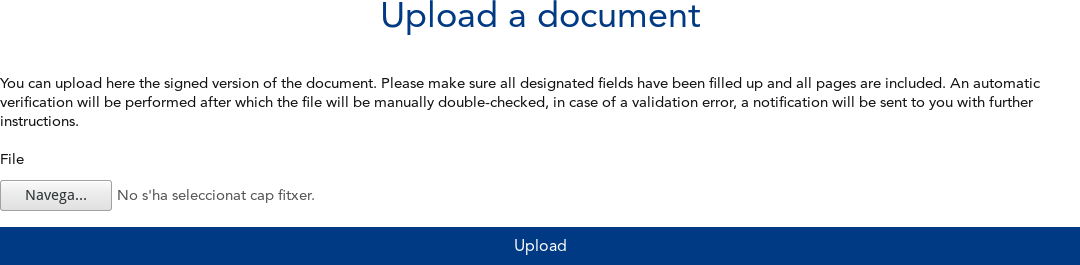 Upload a document
You can upload here the signed version of the document. Please make sure all designated fields have been filled up and all pages are included. An automatic
verification will be performed after which the file will be manually double-checked, in case of a validation error, a notification will be sent to you with further
instructions.
File
Navega... No s'ha seleccionat cap fitxer.
Upload